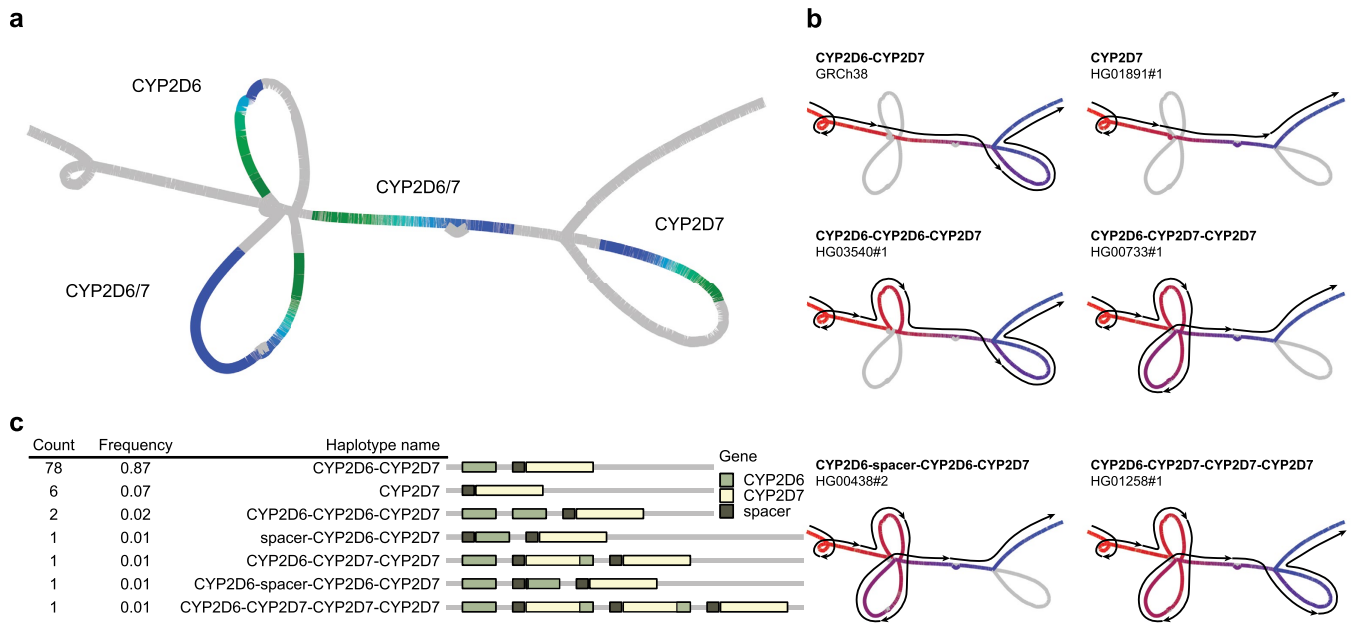 a
CYP2D6
CYP2D6/7
CYP2D7
CYP2D6/7
b
CYP2D6-CYP2D7
GRCh38
CYP2D7
HG01891#1
CYP2D6-CYP2D6-CYP2D7
HG03540#1
CYP2D6-CYP2D7-CYP2D7
HG00733#1
CYP2D6-spacer-CYP2D6-CYP2D7
HG00438#2
CYP2D6-CYP2D7-CYP2D7-CYP2D7
HG01258#1
c
Count Frequency Haplotype name
78 0.87 CYP2D6-CYP2D7
6 0.07 CYP2D7
2 0.02 CYP2D6-CYP2D6-CYP2D7
1 0.01 spacer-CYP2D6-CYP2D7
1 0.01 CYP2D6-CYP2D7-CYP2D7
1 0.01 CYP2D6-spacer-CYP2D6-CYP2D7
1 0.01 CYP2D6-CYP2D7-CYP2D7-CYP2D7
Gene
CYP2D6
CYP2D7
spacer